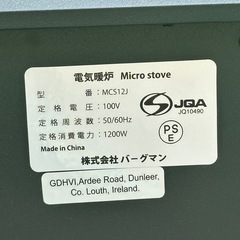 電気暖炉 Micro stove
型 番 : MCS12J
定格電圧 : 100V
定格周波数 : 50/60Hz
定格消費電力 : 1200W
Made in China
JQA
JQ10490
PS
E
株式会社 バーグマン
GDHVI,Ardee Road, Dunleer,
Co. Louth, Ireland.